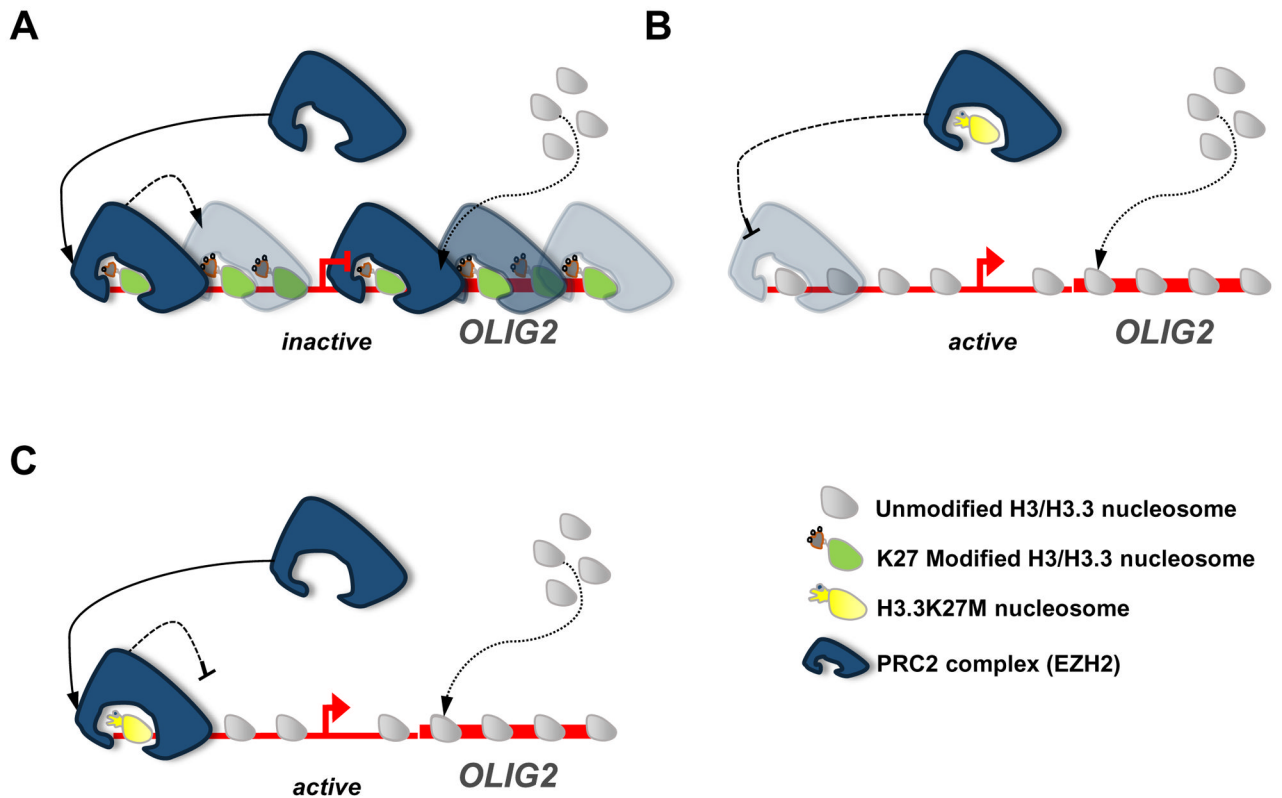 A
B
inactive
OLIG2
active
OLIG2
C
Unmodified H3/H3.3 nucleosome
K27 Modified H3/H3.3 nucleosome
H3.3K27M nucleosome
PRC2 complex (EZH2)
active
OLIG2